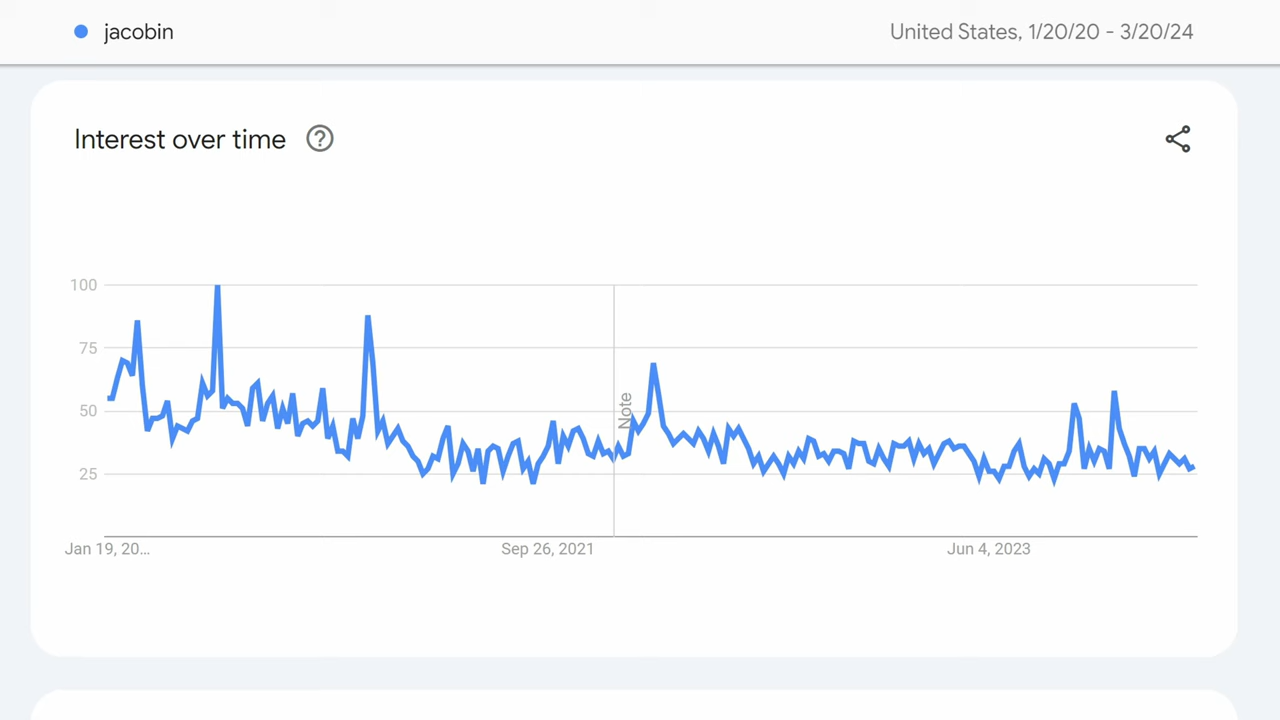 jacobin
United States, 1/20/20 - 3/20/24
Interest over time
?
100
75
50
25
Note
Jan 19, 20...
Sep 26, 2021
Jun 4, 2023